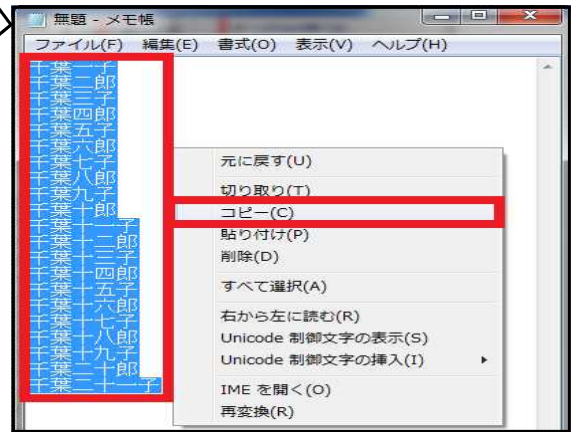 無題 - メモ帳
ファイル(F) 編集(E) 書式(O) 表示(V) ヘルプ(H)
千葉一子
千葉二郎
千葉三子
千葉四郎
千葉五子
千葉六郎
千葉七子
千葉八郎
千葉九子
千葉十郎
千葉十一子
千葉十二郎
千葉十三子
千葉十四郎
千葉十五子
千葉十六郎
千葉十七子
千葉十八郎
千葉十九子
千葉二十郎
千葉二十一子
元に戻す(U)
切り取り(T)
コピー(C)
貼り付け(P)
削除(D)
すべて選択(A)
右から左に読む(R)
Unicode 制御文字の表示(S)
Unicode 制御文字の挿入(I)
IME を開く(O)
再変換(R)